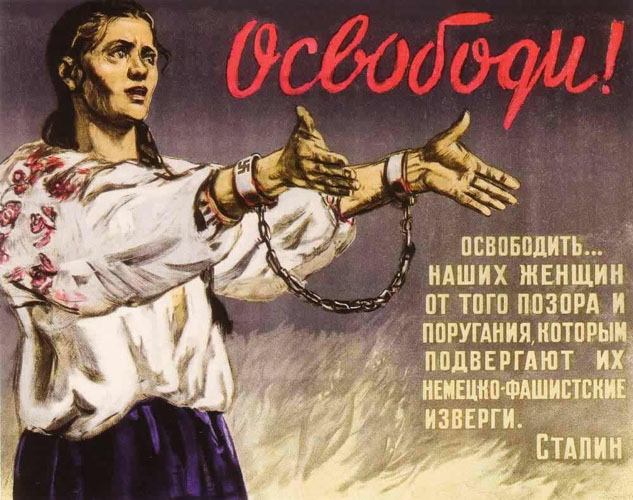 Освободи!
ОСВОБОДИТЬ...
НАШИХ ЖЕНЩИН
ОТ ТОГО ПОЗОРА И
ПОРУГАНИЯ, КОТОРЫМ
ПОДВЕРГАЮТ ИХ
НЕМЕЦКО-ФАШИСТСКИЕ
ИЗВЕРГИ.
СТАЛИН